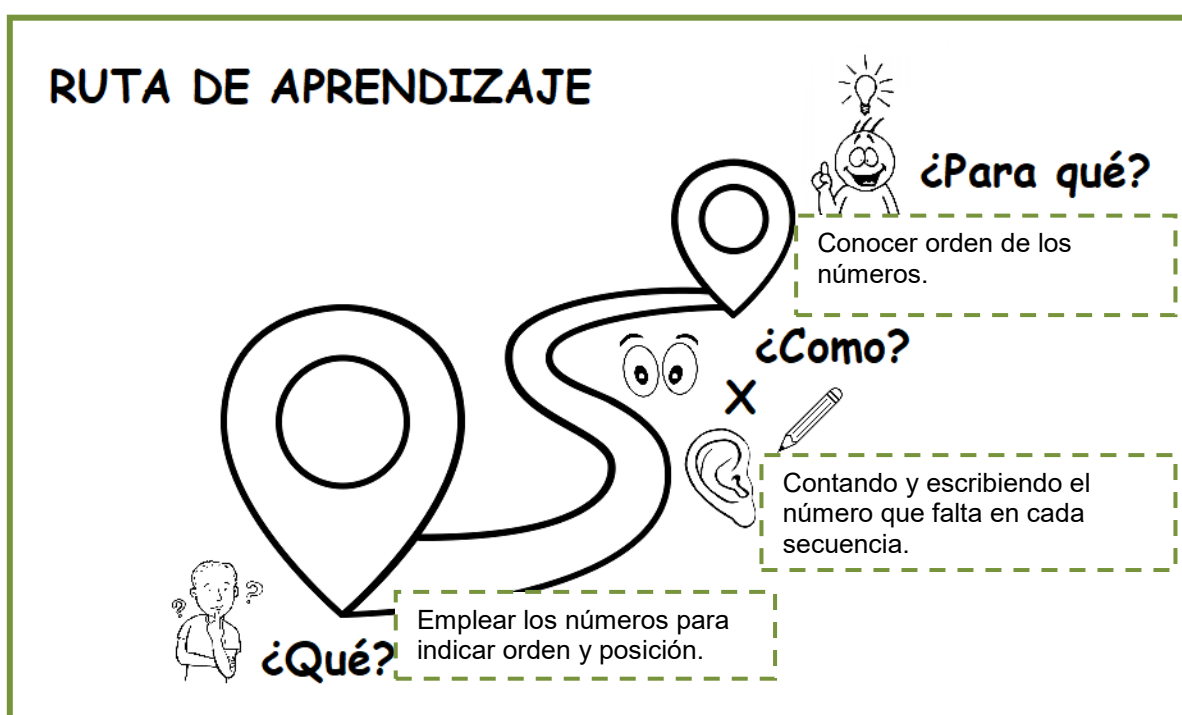 RUTA DE APRENDIZAJE
¿Para qué?
Conocer orden de los
números.
¿Como?
X
Contando y escribiendo el
número que falta en cada
secuencia.
? ?
¿Qué?
Emplear los números para
indicar orden y posición.